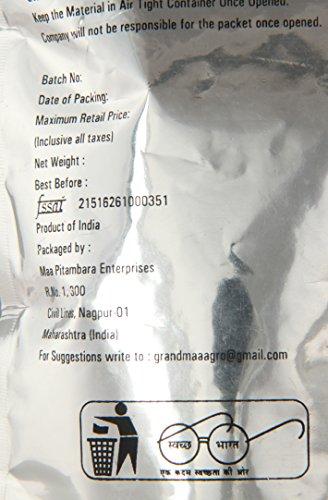 Keep the Material in Air Tight Container Once Opened.
Company will not be responsible for the packet once opened.
Batch No:
Date of Packing:
Maximum Retail Price:
(Inclusive all taxes)
Net Weight :
Best Before :
fssai 21516261000351
Product of India
Packaged by :
Maa Pitambara Enterprises
R.No. 1, 300
Civil Lines, Nagpur-01
Maharashtra (India)
For Suggestions write to : grandmaaagro@gmail.com
स्वच्छ भारत
एक कदम स्वच्छता की ओर